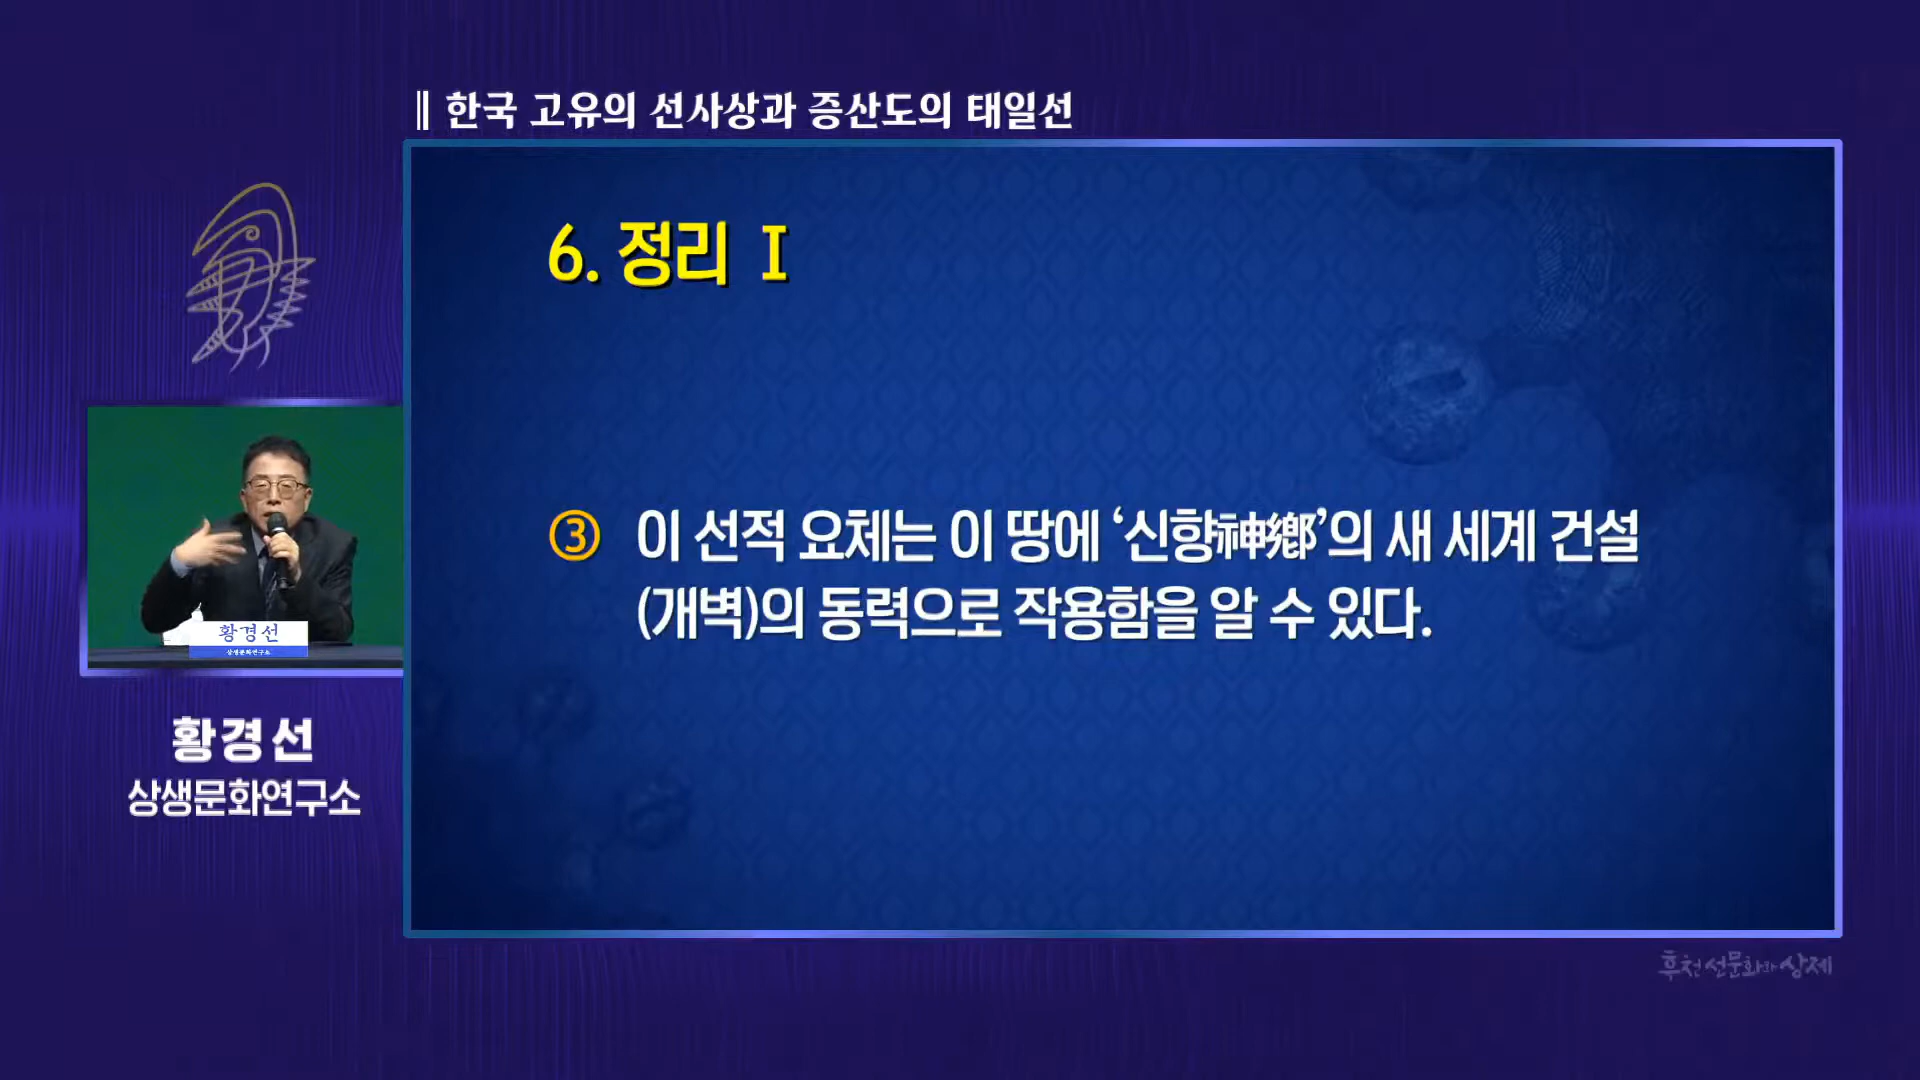 한국 고유의 선사상과 증산도의 태일선
6. 정리 Ⅰ
③ 이 선적 요체는 이 땅에 ‘신향神鄕’의 새 세계 건설
(개벽)의 동력으로 작용함을 알 수 있다.
황경선
상생문화연구소
황경선
상생문화연구소
후천 선문화와 상제